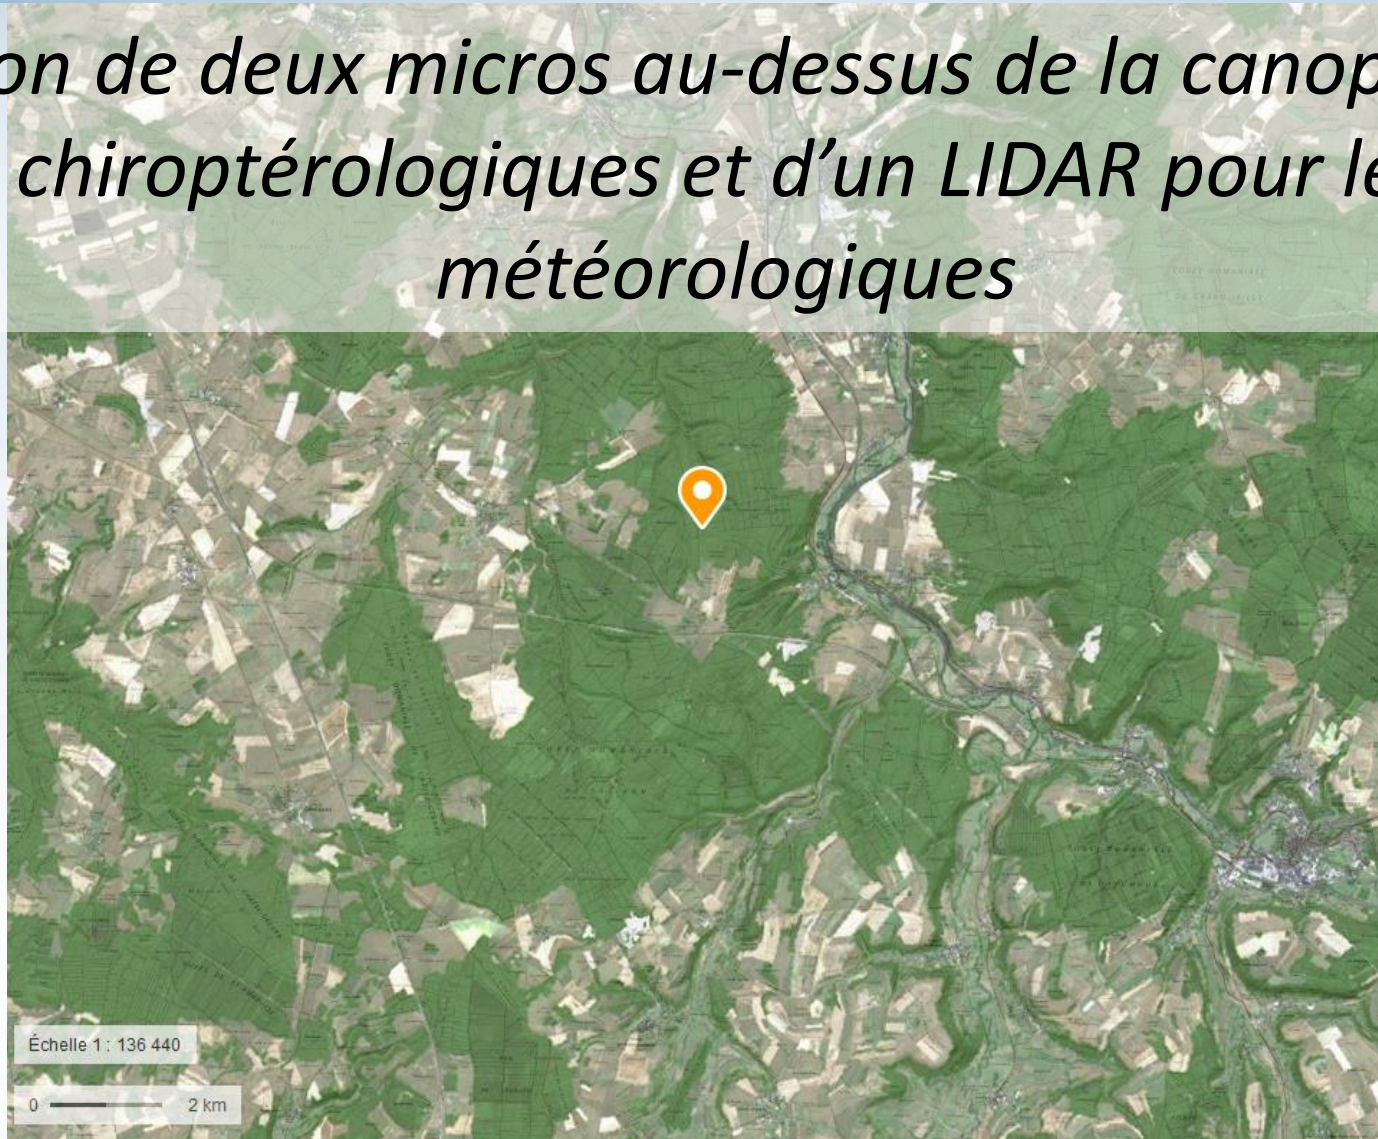 on de deux micros au-dessus de la canop
chiroptérologiques et d’un LIDAR pour le
météorologiques
Échelle 1 : 136 440
0 2 km